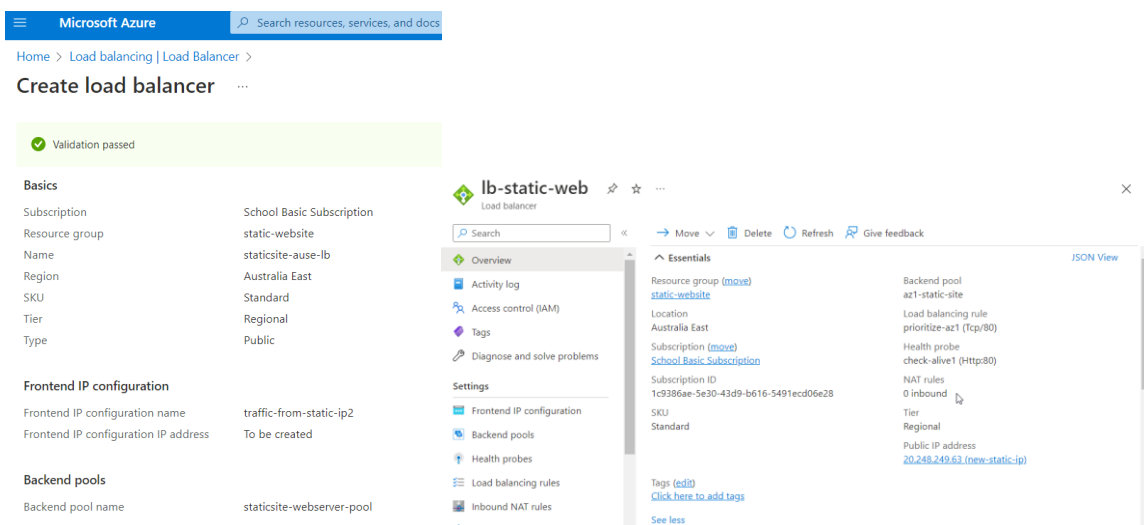 Microsoft Azure
Search resources, services, and docs
Home > Load balancing | Load Balancer >
Create load balancer ...
Validation passed
Basics
Subscription School Basic Subscription
Resource group static-website
Name staticsite-ause-lb
Region Australia East
SKU Standard
Tier Regional
Type Public
Frontend IP configuration
Frontend IP configuration name traffic-from-static-ip2
Frontend IP configuration IP address To be created
Backend pools
Backend pool name staticsite-webserver-pool
lb-static-web ...
Load balancer
Search «
Overview
Activity log
Access control (IAM)
Tags
Diagnose and solve problems
Settings
Frontend IP configuration
Backend pools
Health probes
Load balancing rules
Inbound NAT rules
Move Delete Refresh Give feedback
Essentials JSON View
Resource group (move)
static-website
Location
Australia East
Subscription (move)
School Basic Subscription
Subscription ID
1c9386ae-5e30-43d9-b616-5491ecd06e28
SKU
Standard
Backend pool
az1-static-site
Load balancing rule
prioritize-az1 (Tcp/80)
Health probe
check-alive1 (Http:80)
NAT rules
0 inbound
Tier
Regional
Public IP address
20.248.249.63 (new-static-ip)
Tags (edit)
Click here to add tags
See less